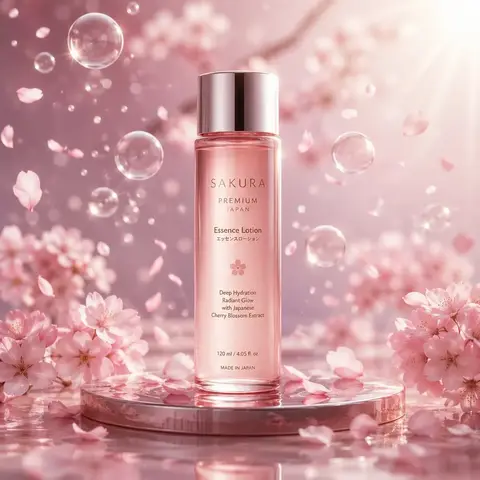 SAKURA
PREMIUM
JAPAN
Essence Lotion
エッセンスローション
Deep Hydration
Radiant Glow
with Japanese
Cherry Blossom Extract
120 ml / 4.05 fl. oz
MADE IN JAPAN